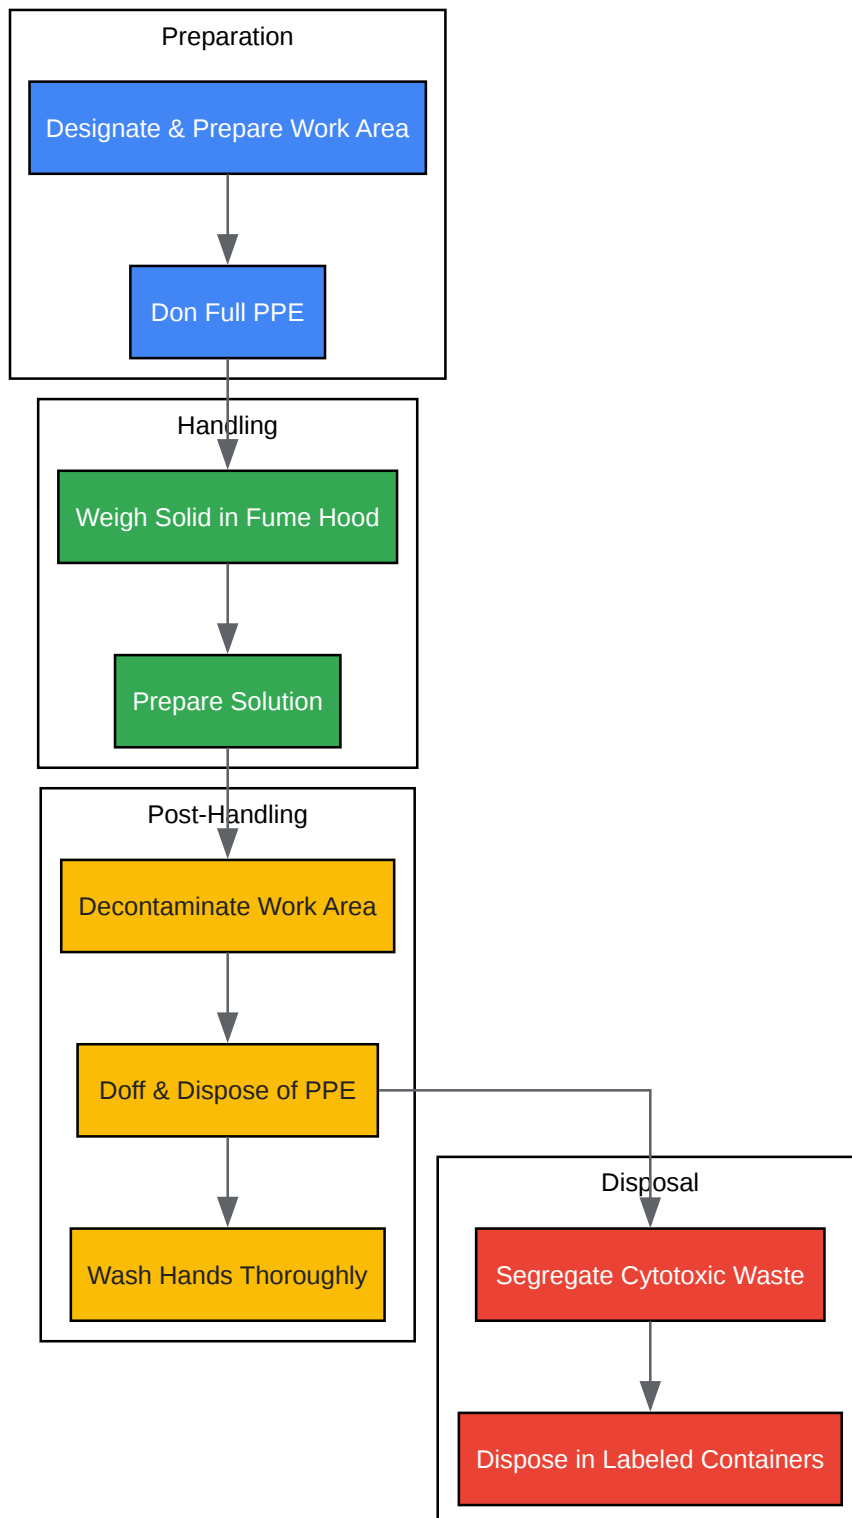 Preparation
Designate & Prepare Work Area
Don Full PPE
Handling
Weigh Solid in Fume Hood
Prepare Solution
Post-Handling
Decontaminate Work Area
Doff & Dispose of PPE
Wash Hands Thoroughly
Disposal
Segregate Cytotoxic Waste
Dispose in Labeled Containers